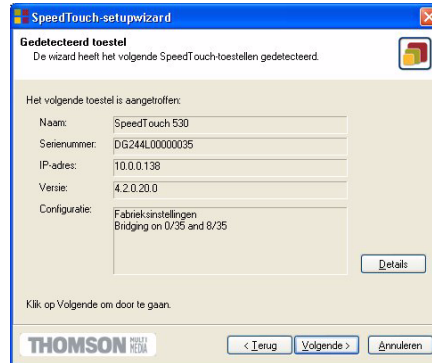 SpeedTouch-setupwizard
Gedetecteerd toestel
De wizard heeft het volgende SpeedTouch-toestellen gedetecteerd.
Het volgende toestel is aangetroffen:
Naam: SpeedTouch 530
Serienummer: DG244L00000035
IP-adres: 10.0.0.138
Versie: 4.2.0.20.0
Configuratie: Fabrieksinstellingen
Bridging on 0/35 and 8/35
Details
Klik op Volgende om door te gaan.
THOMSON MULTI MEDIA
< Terug Volgende > Annuleren